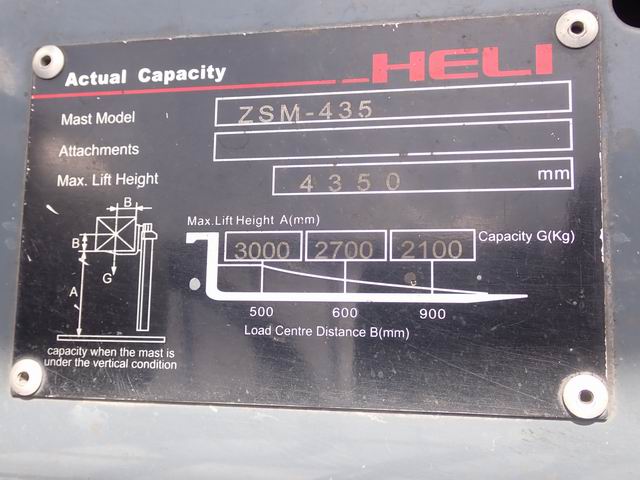 Actual Capacity
HELI
Mast Model ZSM-435
Attachments
Max. Lift Height 4350 mm
Max.Lift Height A(mm)
3000 2700 2100 Capacity G(Kg)
500 600 900
Load Centre Distance B(mm)
B
B
G
A
capacity when the mast is
under the vertical condition